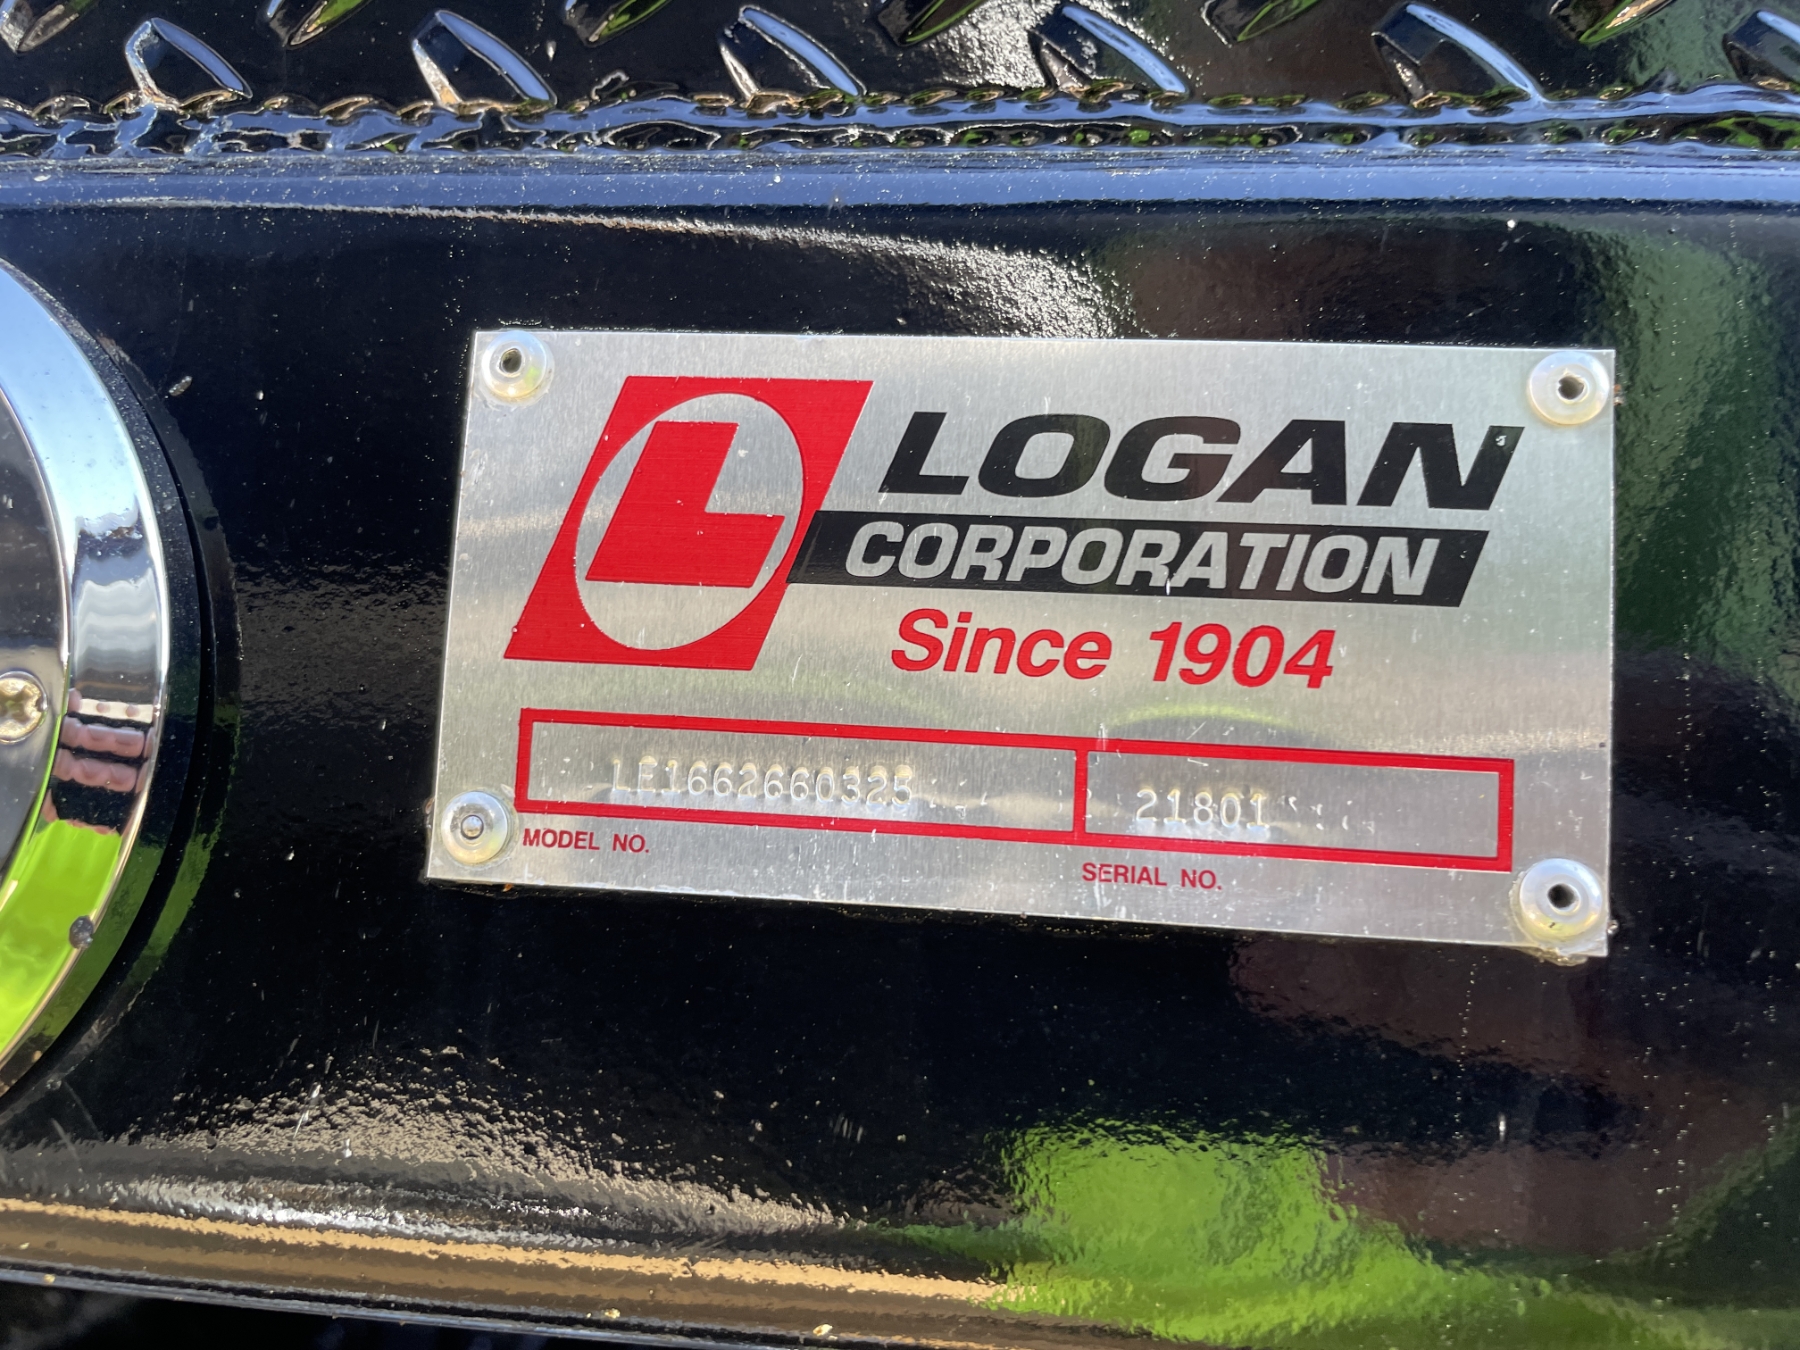 L
LOGAN
CORPORATION
Since 1904
LE1662660325
21801
MODEL NO.
SERIAL NO.